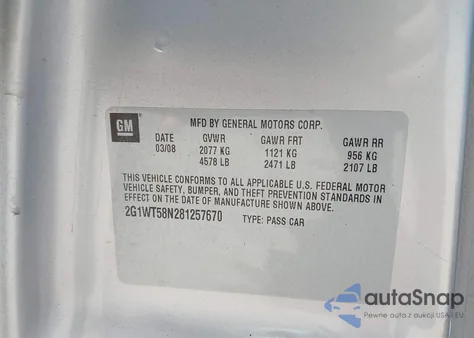 GM
MFD BY GENERAL MOTORS CORP.
DATE GVWR GAWR FRT GAWR RR
03/08 2077 KG 1121 KG 956 KG
4578 LB 2471 LB 2107 LB
THIS VEHICLE CONFORMS TO ALL APPLICABLE U.S. FEDERAL MOTOR
VEHICLE SAFETY, BUMPER, AND THEFT PREVENTION STANDARDS IN
EFFECT ON THE DATE OF MANUFACTURE SHOWN ABOVE.
2G1WT58N281257670 TYPE: PASS CAR
autoSnap
Pewne auta z aukcji USA i EU